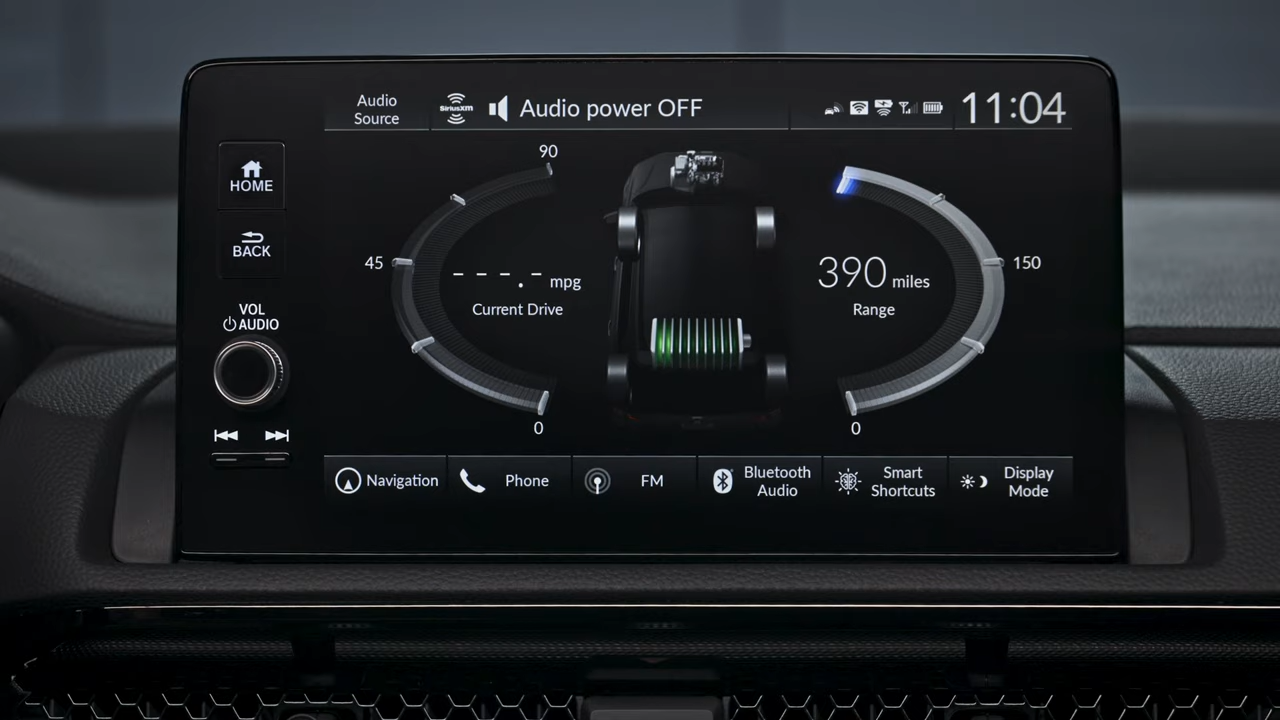 Audio
Source
SiriusXM
Audio power OFF
11:04
HOME
BACK
VOL
AUDIO
90
45
--.- mpg
Current Drive
0
390 miles
Range
150
0
Navigation
Phone
FM
Bluetooth
Audio
Smart
Shortcuts
Display
Mode